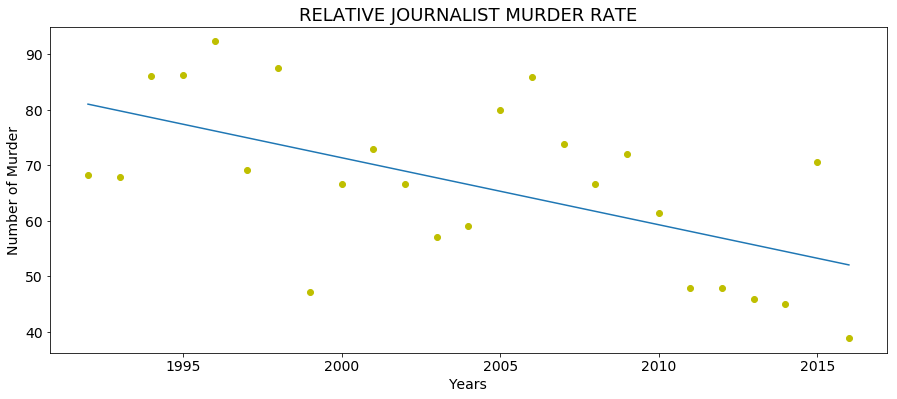 RELATIVE JOURNALIST MURDER RATE
Number of Murder
90
80
70
60
50
40
1995 2000 2005 2010 2015
Years